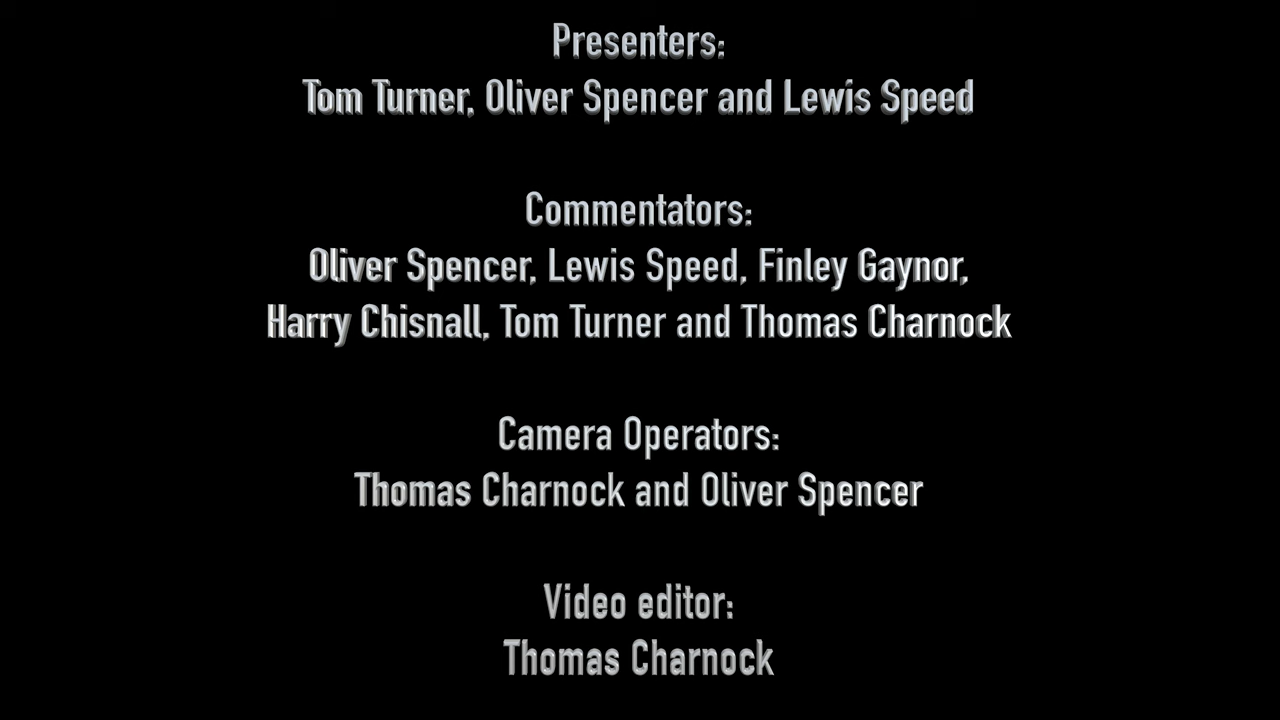 Presenters:
Tom Turner, Oliver Spencer and Lewis Speed
Commentators:
Oliver Spencer, Lewis Speed, Finley Gaynor,
Harry Chisnall, Tom Turner and Thomas Charnock
Camera Operators:
Thomas Charnock and Oliver Spencer
Video editor:
Thomas Charnock